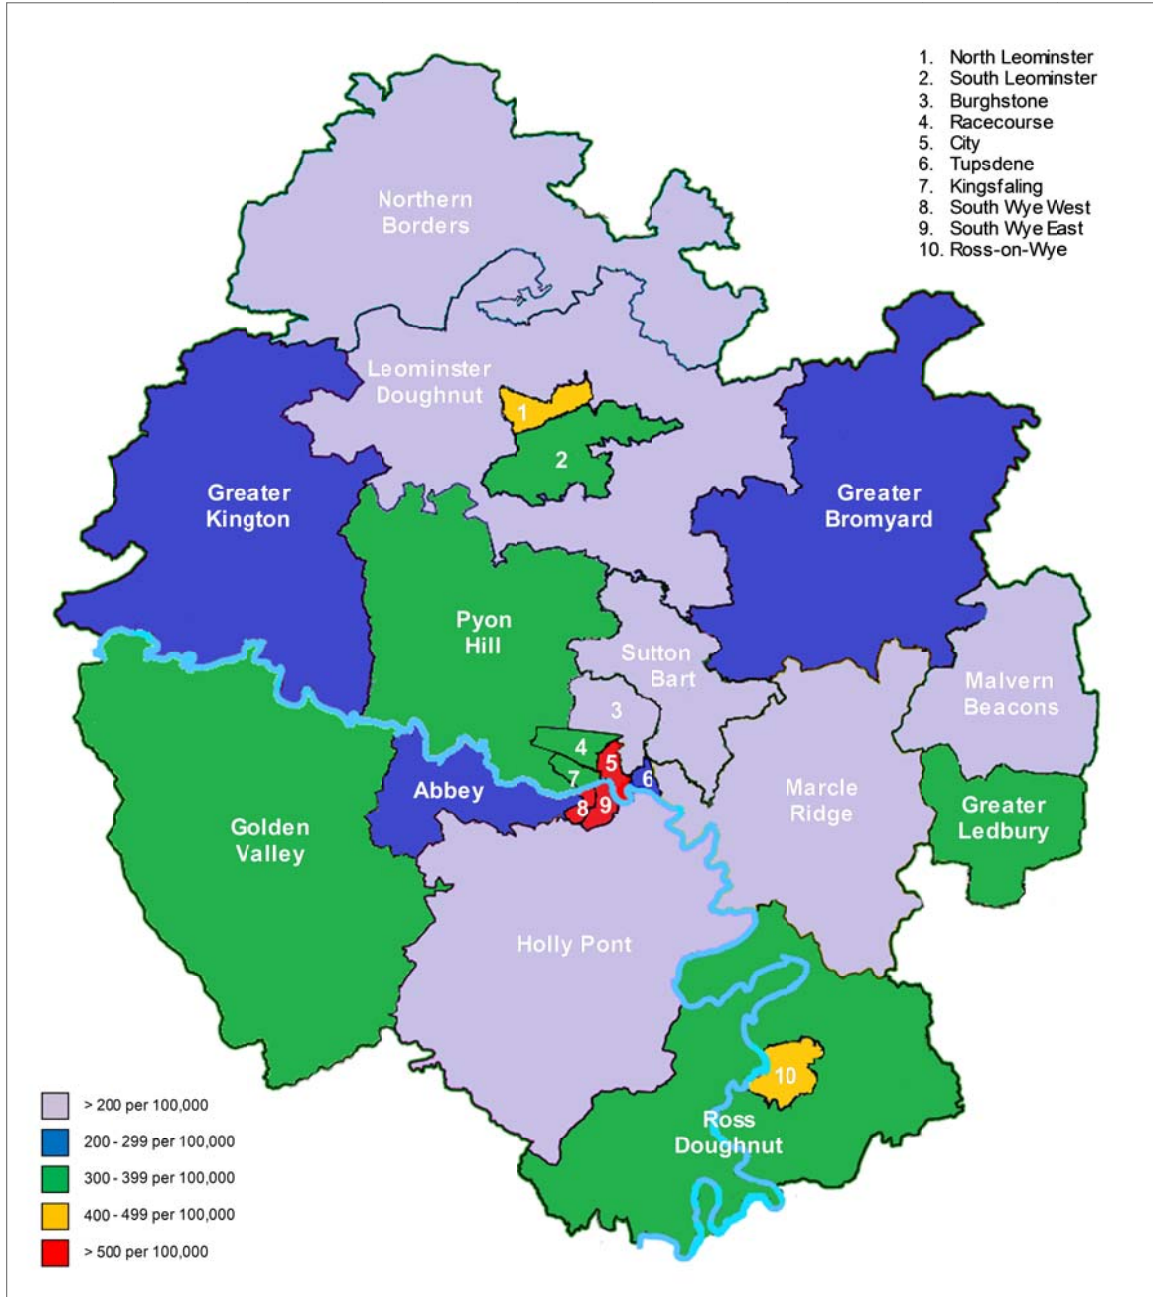 1. North Leominster
2. South Leominster
3. Burghstone
4. Racecourse
5. City
6. Tupsdene
7. Kingsfaling
8. South Wye West
9. South Wye East
10. Ross-on-Wye
Northern
Borders
Leominster
Doughnut
1
2
Greater
Kington
Greater
Bromyard
Pyon
Hill
Sutton
Bart
Malvern
Beacons
3
4
5
6
7
8
9
Abbey
Marcle
Ridge
Greater
Ledbury
Golden
Valley
Holly Pont
10
Ross
Doughnut
> 200 per 100,000
200 - 299 per 100,000
300 - 399 per 100,000
400 - 499 per 100,000
> 500 per 100,000